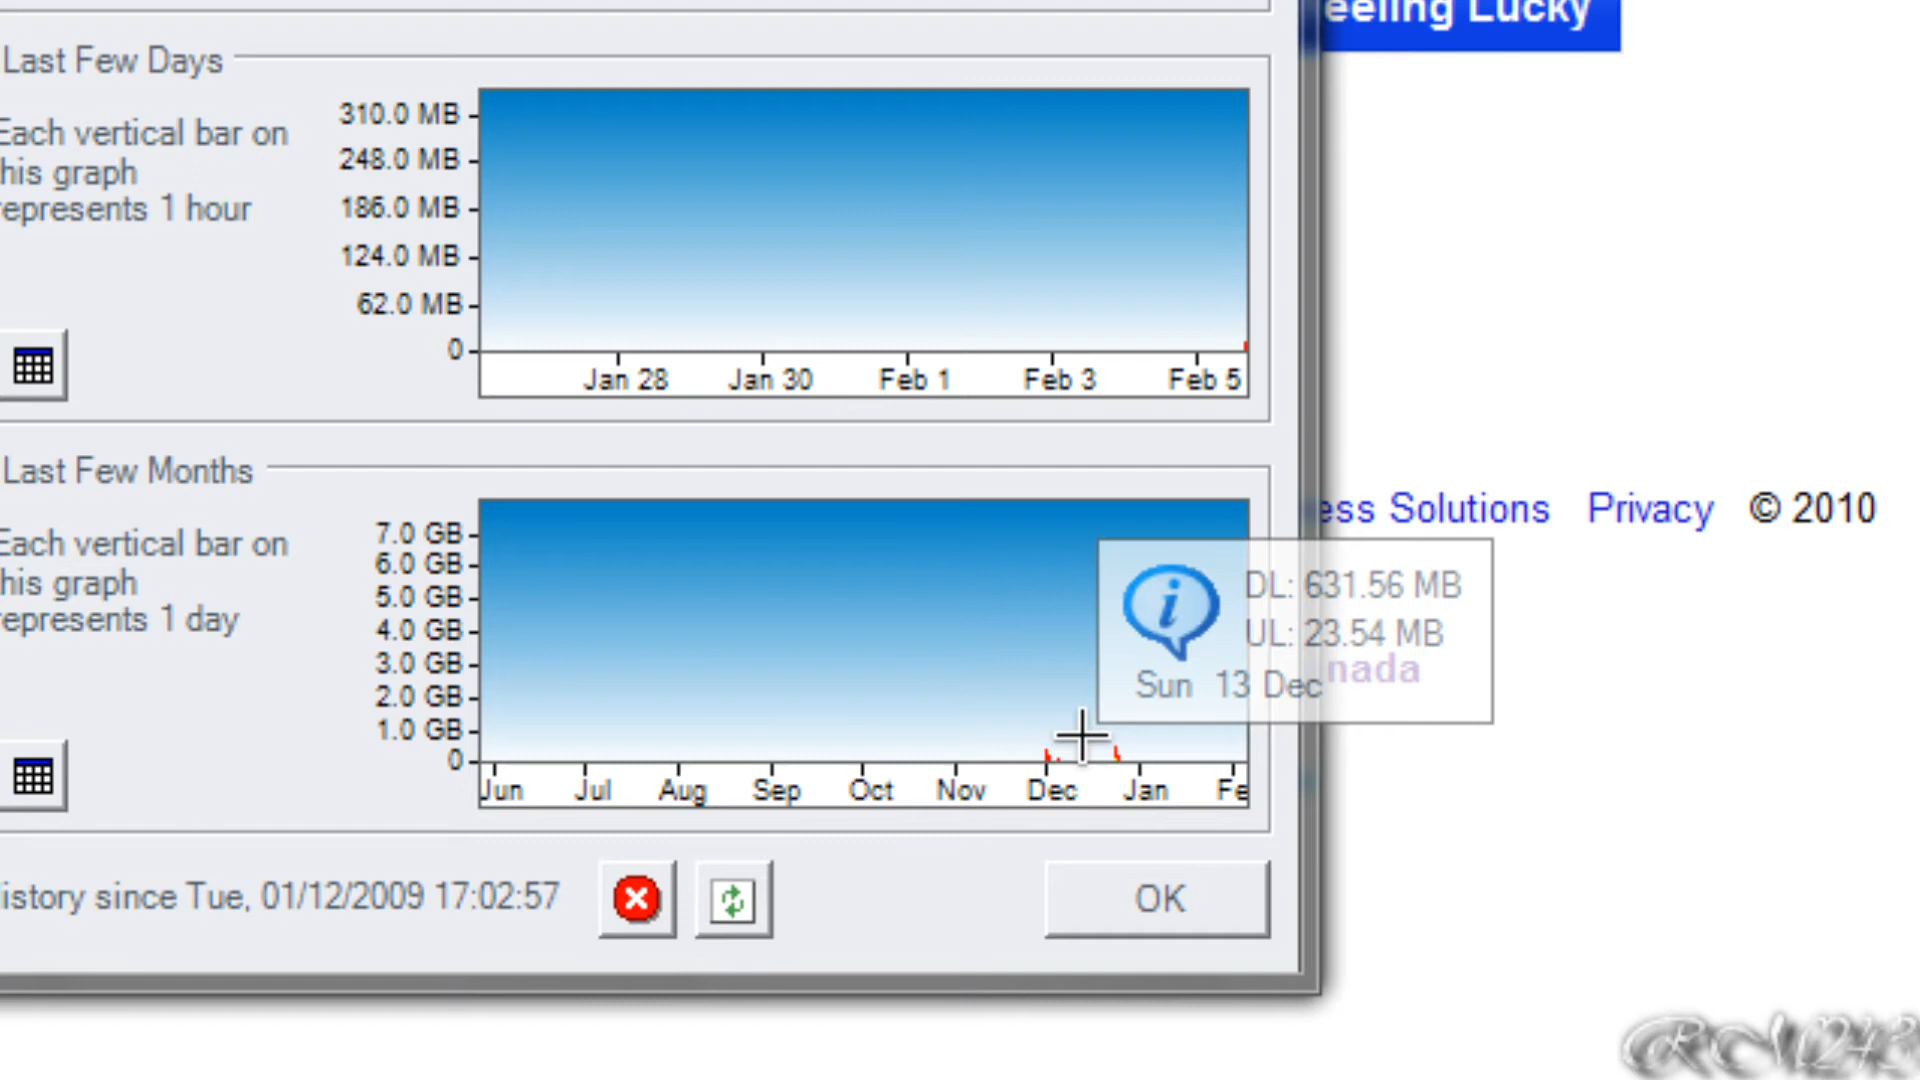 eeling Lucky
Last Few Days
Each vertical bar on
his graph
epresents 1 hour
310.0 MB
248.0 MB
186.0 MB
124.0 MB
62.0 MB
0
Jan 28 Jan 30 Feb 1 Feb 3 Feb 5
Last Few Months
Each vertical bar on
his graph
epresents 1 day
7.0 GB
6.0 GB
5.0 GB
4.0 GB
3.0 GB
2.0 GB
1.0 GB
0
Jun Jul Aug Sep Oct Nov Dec Jan Fe
ess Solutions Privacy © 2010
DL: 631.56 MB
UL: 23.54 MB
nada
Sun 13 Dec
istory since Tue, 01/12/2009 17:02:57
OK